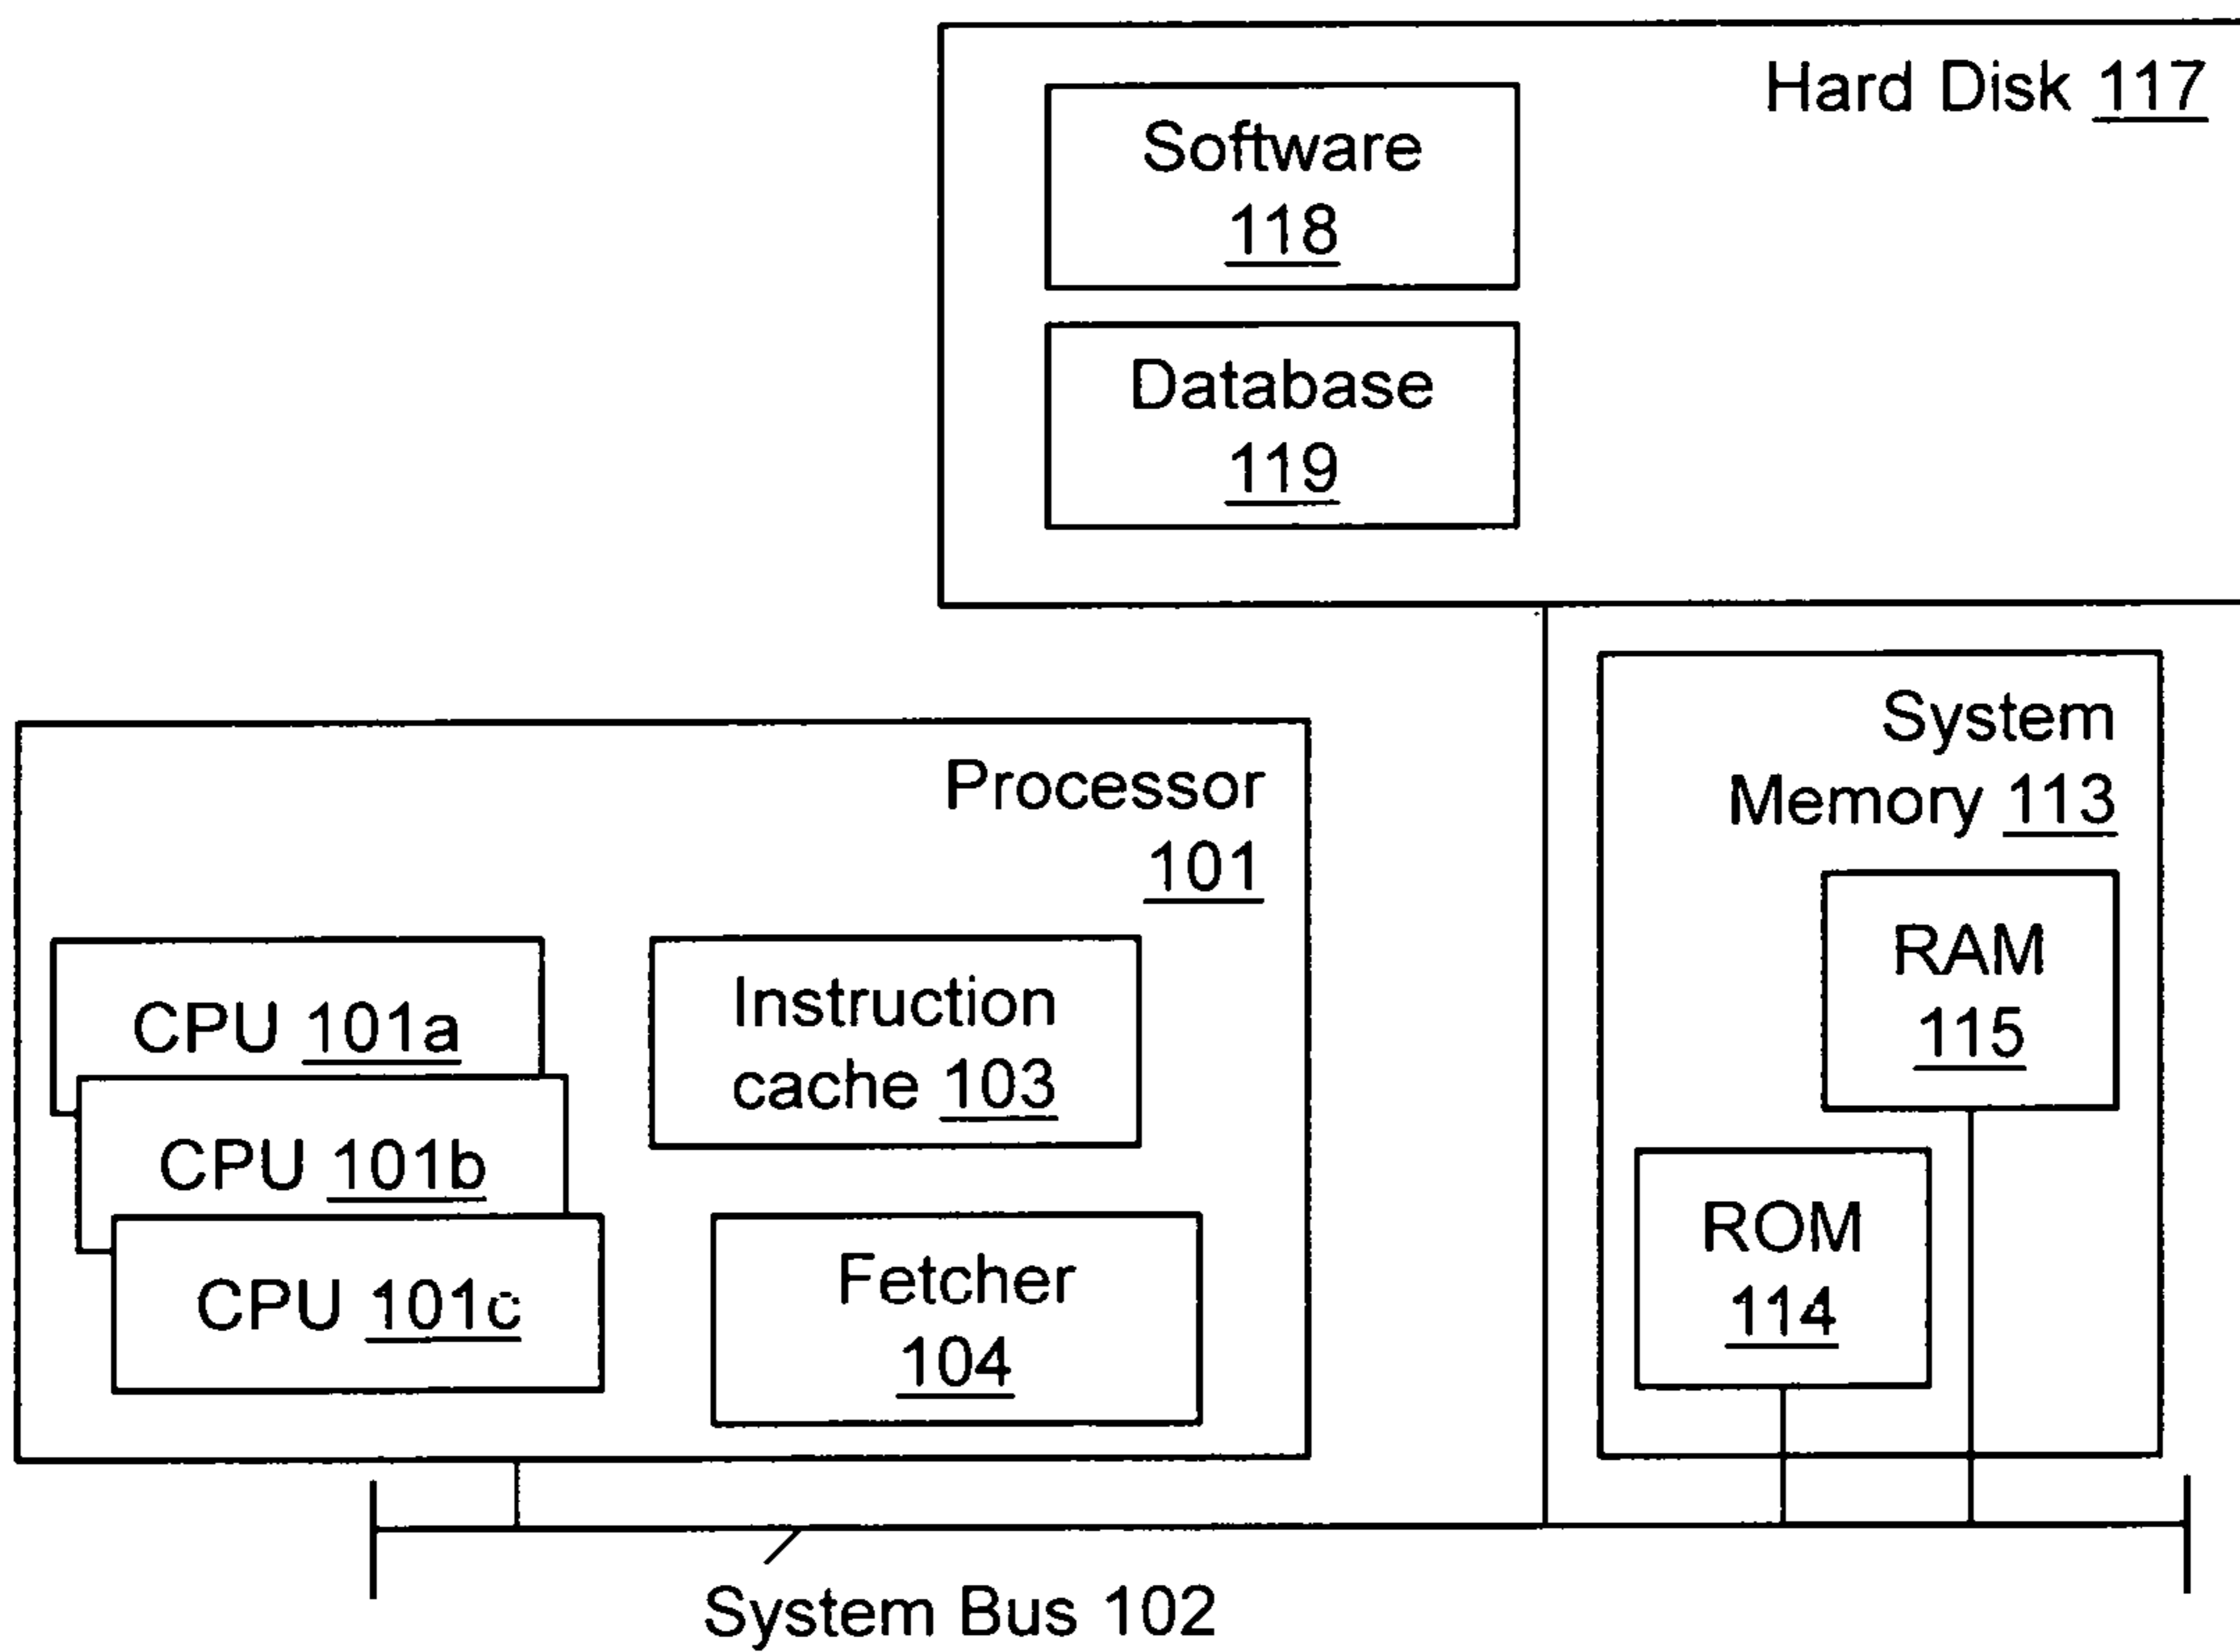 Hard Disk 117
Software
118
Database
119
System
Memory 113
RAM
115
ROM
114
Processor
101
CPU 101a
CPU 101b
CPU 101c
Instruction
cache 103
Fetcher
104
System Bus 102